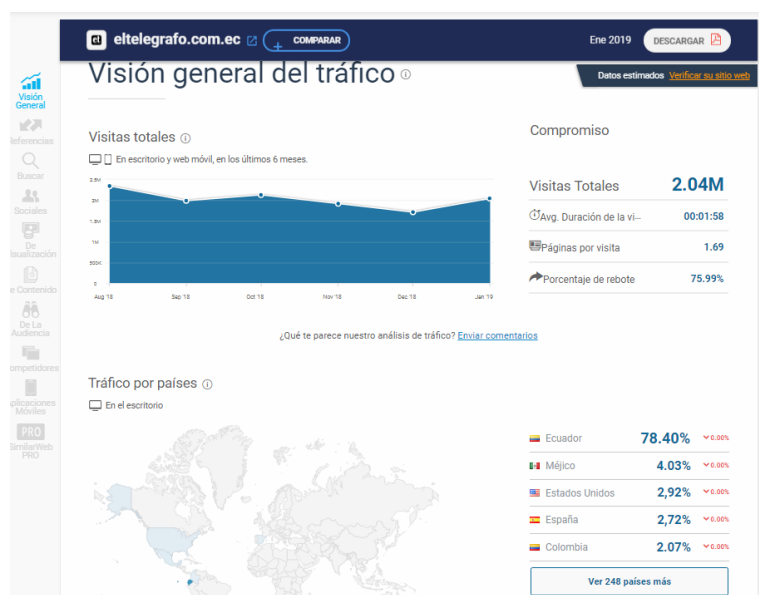 el eltelegrafo.com.ec + COMPARAR Ene 2019 DESCARGAR
Visión general del tráfico
Datos estimados Verificar su sitio web
Visión
General
Referencias
Buscar
Sociales
De
isualización
e Contenido
De La
Audiencia
ompetidores
plicaciones
Móviles
PRO
SimilarWeb
PRO
Visitas totales
En escritorio y web móvil, en los últimos 6 meses.
2.5M
2M
1.5M
1M
500K
0
Aug '18 Sep '18 Oct '18 Nov '18 Dec '18 Jan '19
Compromiso
Visitas Totales 2.04M
Avg. Duración de la vi... 00:01:58
Páginas por visita 1.69
Porcentaje de rebote 75.99%
¿Qué te parece nuestro análisis de tráfico? Enviar comentarios
Tráfico por países
En el escritorio
Ecuador 78.40% 0.00%
Méjico 4.03% 0.00%
Estados Unidos 2,92% 0.00%
España 2,72% 0.00%
Colombia 2.07% 0.00%
Ver 248 países más